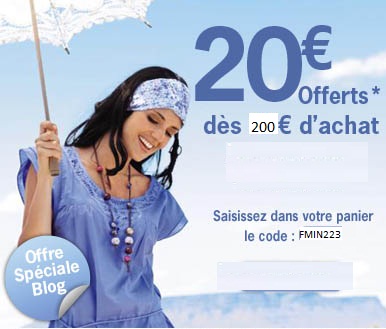 20€
Offerts*
dès 200 € d'achat
Saisissez dans votre panier
le code : FMIN223
Offre
Spéciale
Blog